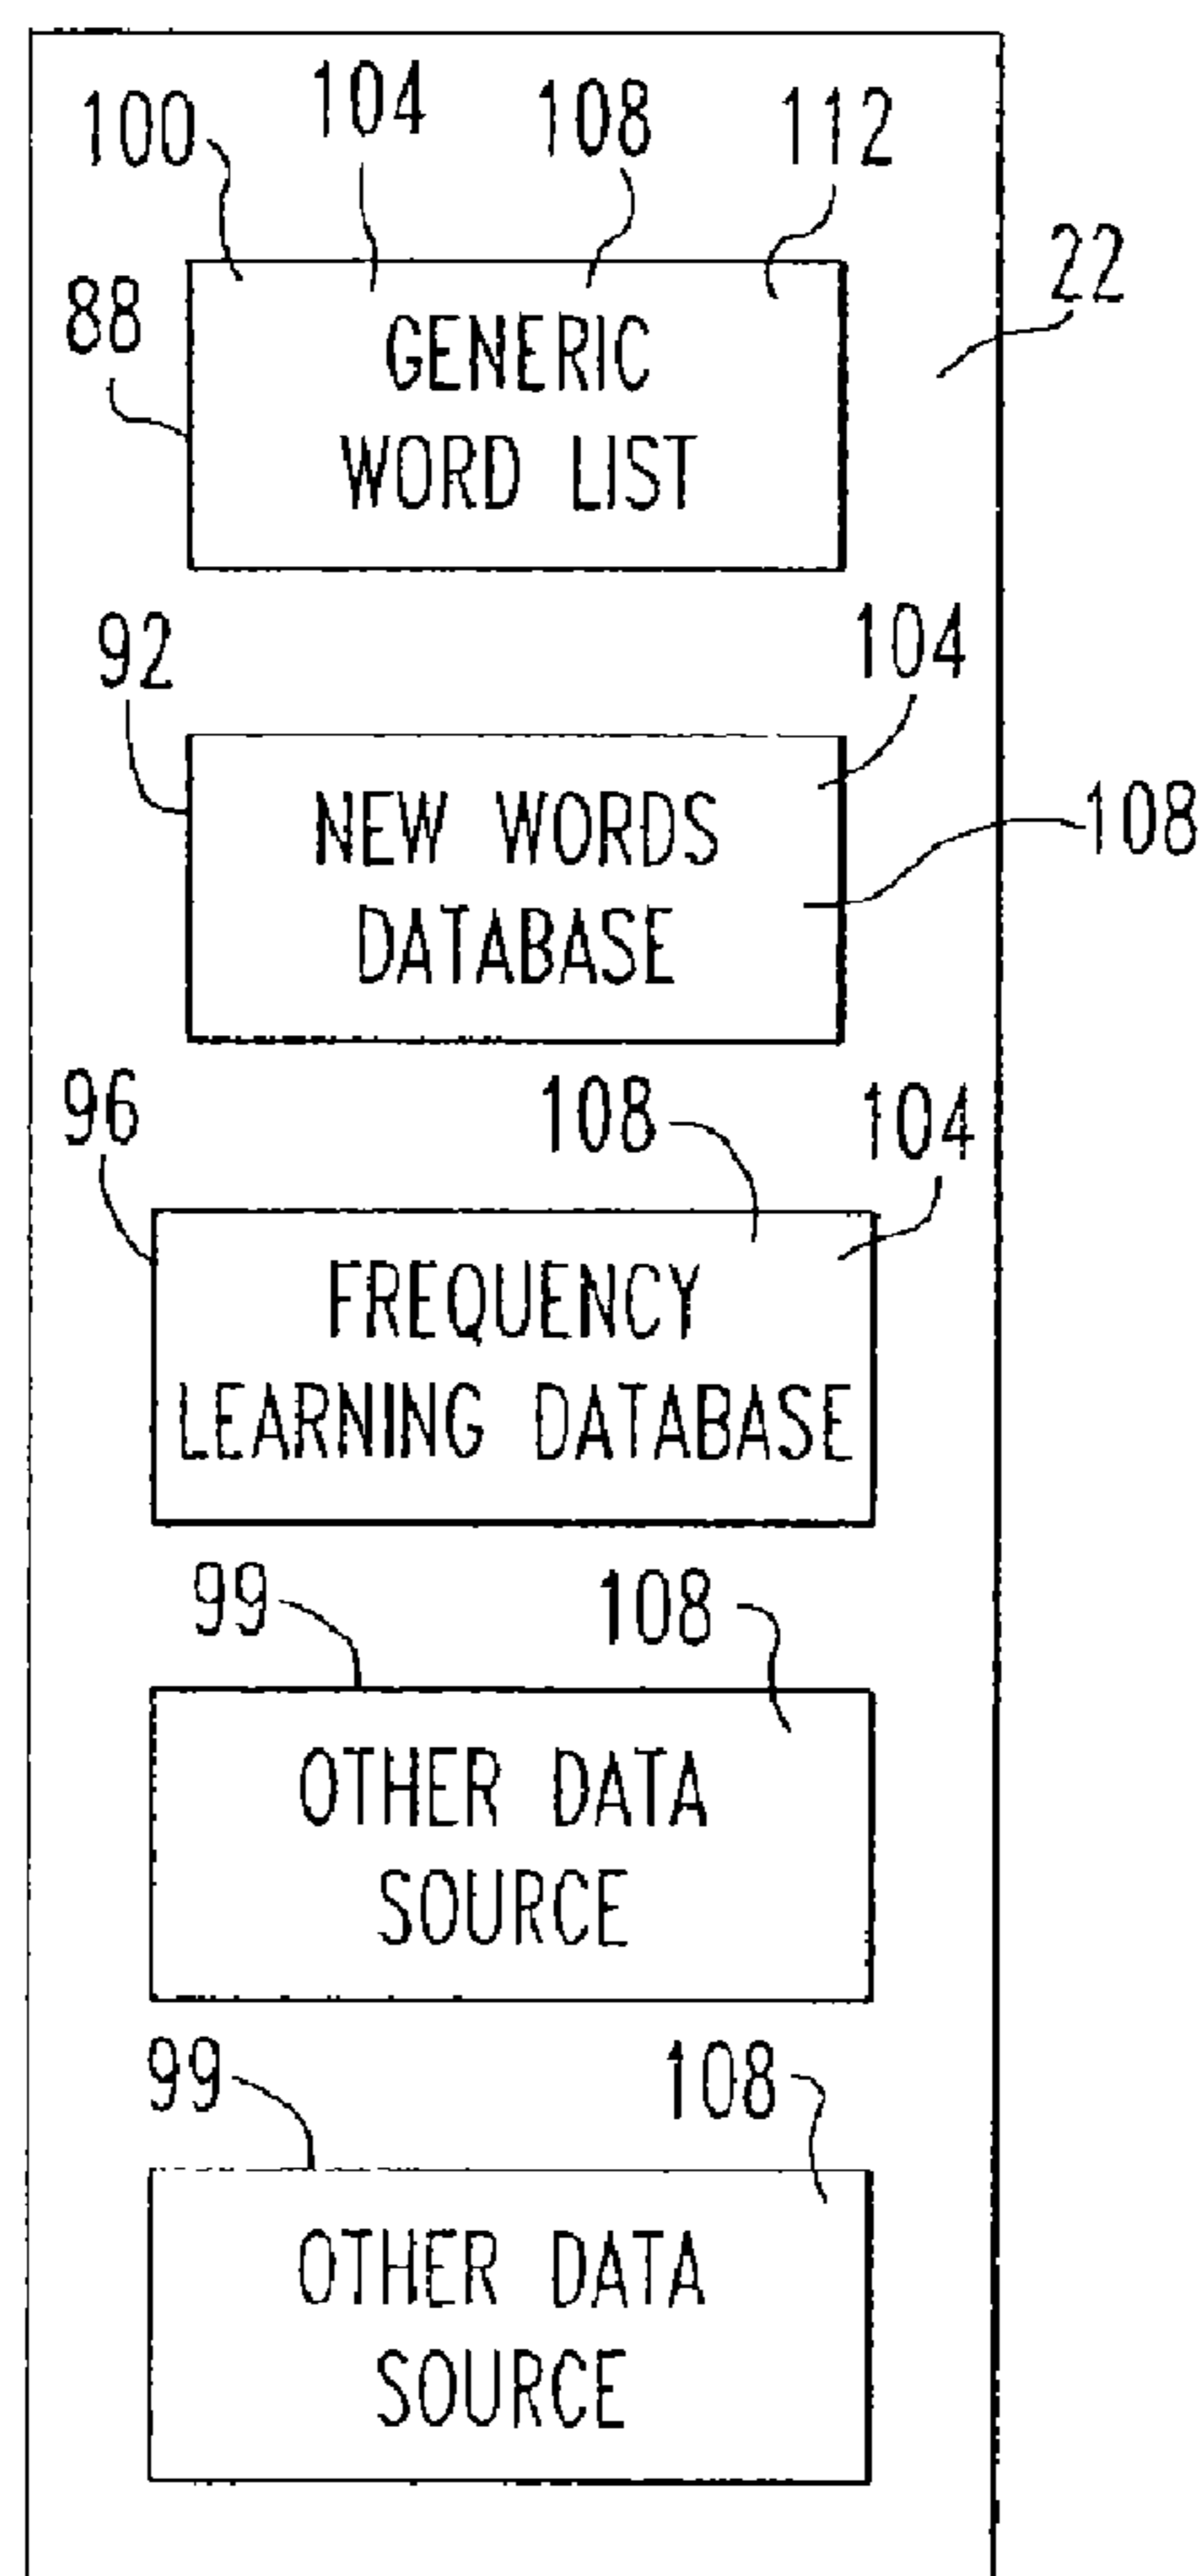 100 104 108 112
88 22
GENERIC
WORD LIST
92 104
NEW WORDS
108
DATABASE
96 108 104
FREQUENCY
LEARNING DATABASE
99 108
OTHER DATA
SOURCE
99 108
OTHER DATA
SOURCE